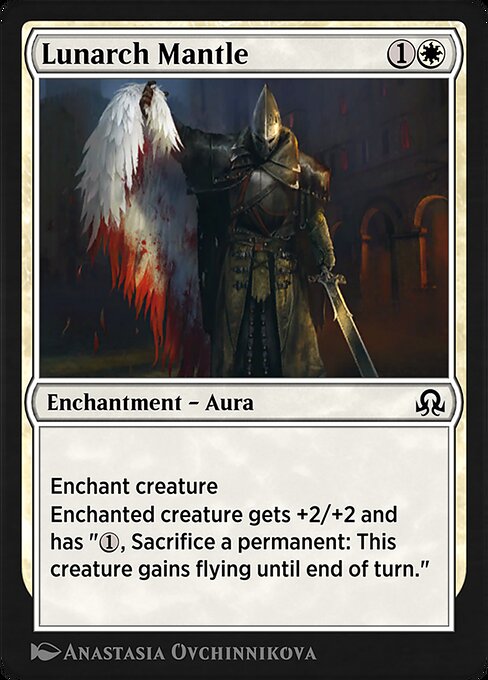 Lunarch Mantle 1
Enchantment – Aura
Enchant creature
Enchanted creature gets +2/+2 and
has "1, Sacrifice a permanent: This
creature gains flying until end of turn."
Anastasia Ovchinnikova